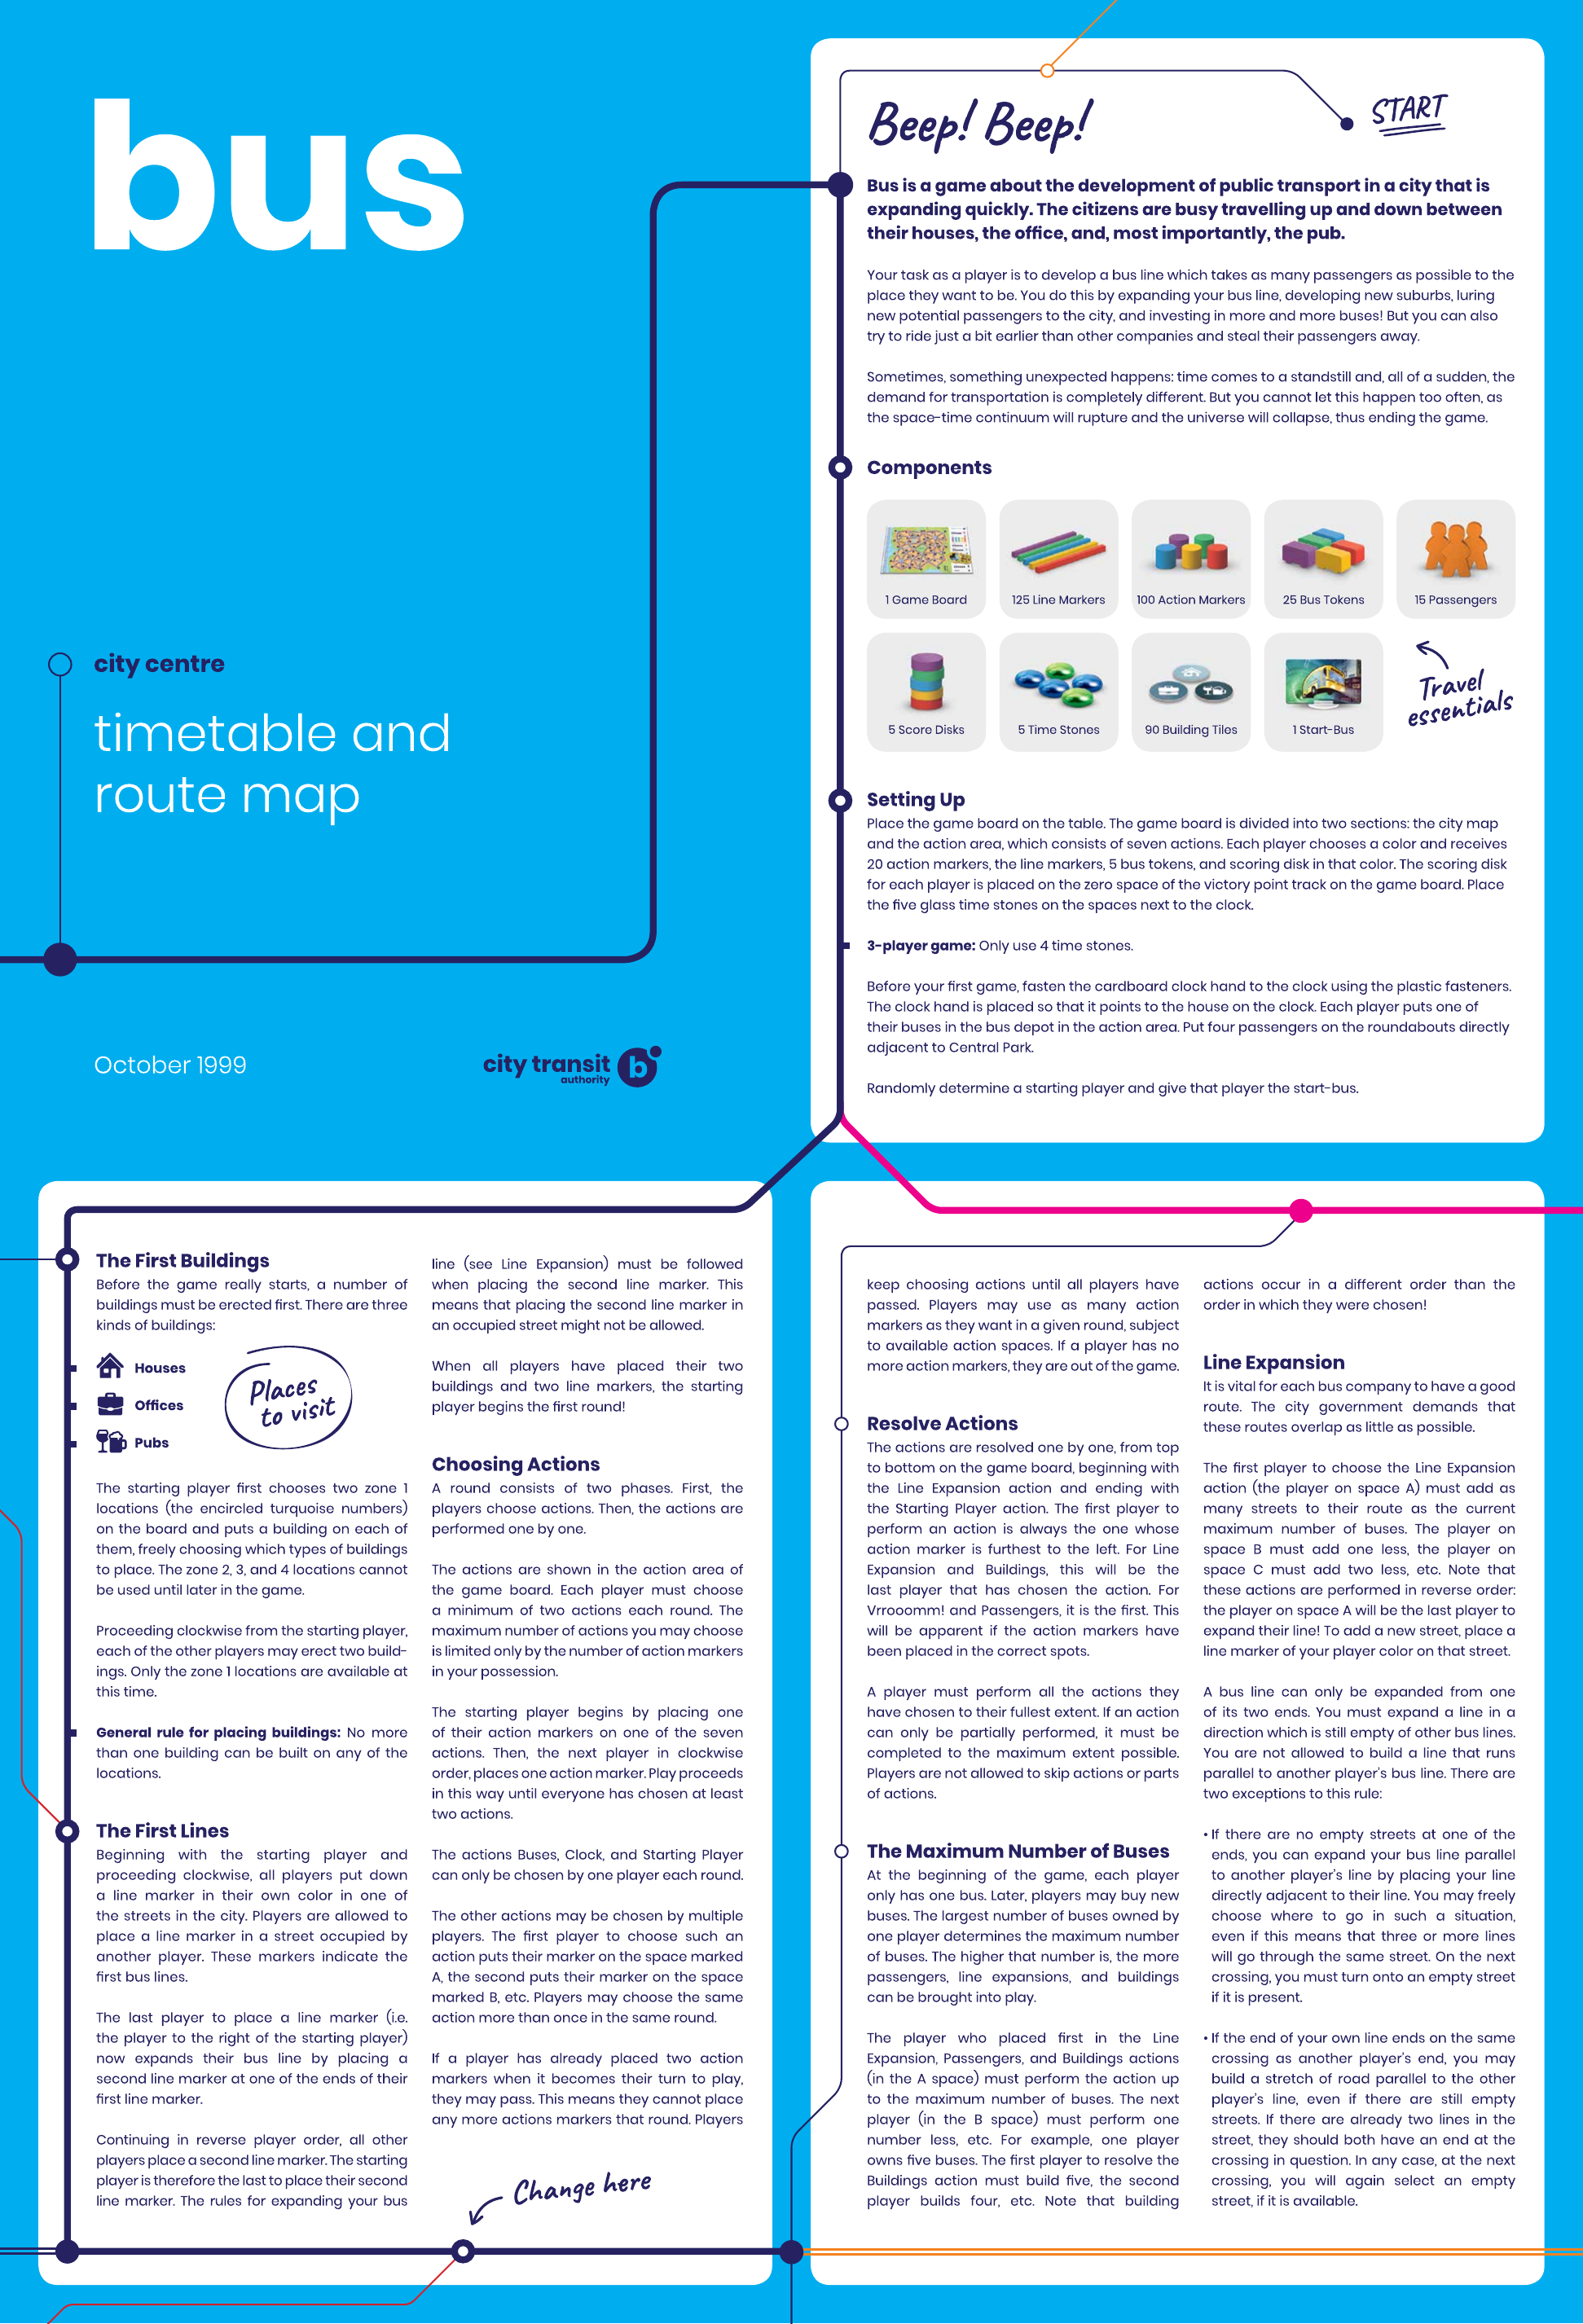 bus
city centre
timetable and
route map
October 1999
city transit
authority
b
Beep! Beep!
START
Bus is a game about the development of public transport in a city that is
expanding quickly. The citizens are busy travelling up and down between
their houses, the office, and, most importantly, the pub.
Your task as a player is to develop a bus line which takes as many passengers as possible to the
place they want to be. You do this by expanding your bus line, developing new suburbs, luring
new potential passengers to the city, and investing in more and more buses! But you can also
try to ride just a bit earlier than other companies and steal their passengers away.
Sometimes, something unexpected happens: time comes to a standstill and, all of a sudden, the
demand for transportation is completely different. But you cannot let this happen too often, as
the space-time continuum will rupture and the universe will collapse, thus ending the game.
Components
1 Game Board
125 Line Markers
100 Action Markers
25 Bus Tokens
15 Passengers
5 Score Disks
5 Time Stones
90 Building Tiles
1 Start-Bus
Travel
essentials
Setting Up
Place the game board on the table. The game board is divided into two sections: the city map
and the action area, which consists of seven actions. Each player chooses a color and receives
20 action markers, the line markers, 5 bus tokens, and scoring disk in that color. The scoring disk
for each player is placed on the zero space of the victory point track on the game board. Place
the five glass time stones on the spaces next to the clock.
3-player game: Only use 4 time stones.
Before your first game, fasten the cardboard clock hand to the clock using the plastic fasteners.
The clock hand is placed so that it points to the house on the clock. Each player puts one of
their buses in the bus depot in the action area. Put four passengers on the roundabouts directly
adjacent to Central Park.
Randomly determine a starting player and give that player the start-bus.
The First Buildings
Before the game really starts, a number of
buildings must be erected first. There are three
kinds of buildings:
Houses
Offices
Pubs
Places
to visit
The starting player first chooses two zone 1
locations (the encircled turquoise numbers)
on the board and puts a building on each of
them, freely choosing which types of buildings
to place. The zone 2, 3, and 4 locations cannot
be used until later in the game.
Proceeding clockwise from the starting player,
each of the other players may erect two build-
ings. Only the zone 1 locations are available at
this time.
General rule for placing buildings: No more
than one building can be built on any of the
locations.
The First Lines
Beginning with the starting player and
proceeding clockwise, all players put down
a line marker in their own color in one of
the streets in the city. Players are allowed to
place a line marker in a street occupied by
another player. These markers indicate the
first bus lines.
The last player to place a line marker (i.e.
the player to the right of the starting player)
now expands their bus line by placing a
second line marker at one of the ends of their
first line marker.
Continuing in reverse player order, all other
players place a second line marker. The starting
player is therefore the last to place their second
line marker. The rules for expanding your bus
line (see Line Expansion) must be followed
when placing the second line marker. This
means that placing the second line marker in
an occupied street might not be allowed.
When all players have placed their two
buildings and two line markers, the starting
player begins the first round!
Choosing Actions
A round consists of two phases. First, the
players choose actions. Then, the actions are
performed one by one.
The actions are shown in the action area of
the game board. Each player must choose
a minimum of two actions each round. The
maximum number of actions you may choose
is limited only by the number of action markers
in your possession.
The starting player begins by placing one
of their action markers on one of the seven
actions. Then, the next player in clockwise
order, places one action marker. Play proceeds
in this way until everyone has chosen at least
two actions.
The actions Buses, Clock, and Starting Player
can only be chosen by one player each round.
The other actions may be chosen by multiple
players. The first player to choose such an
action puts their marker on the space marked
A, the second puts their marker on the space
marked B, etc. Players may choose the same
action more than once in the same round.
If a player has already placed two action
markers when it becomes their turn to play,
they may pass. This means they cannot place
any more actions markers that round. Players
Change here
keep choosing actions until all players have
passed. Players may use as many action
markers as they want in a given round, subject
to available action spaces. If a player has no
more action markers, they are out of the game.
Resolve Actions
The actions are resolved one by one, from top
to bottom on the game board, beginning with
the Line Expansion action and ending with
the Starting Player action. The first player to
perform an action is always the one whose
action marker is furthest to the left. For Line
Expansion and Buildings, this will be the
last player that has chosen the action. For
Vrrooomm! and Passengers, it is the first. This
will be apparent if the action markers have
been placed in the correct spots.
A player must perform all the actions they
have chosen to their fullest extent. If an action
can only be partially performed, it must be
completed to the maximum extent possible.
Players are not allowed to skip actions or parts
of actions.
The Maximum Number of Buses
At the beginning of the game, each player
only has one bus. Later, players may buy new
buses. The largest number of buses owned by
one player determines the maximum number
of buses. The higher that number is, the more
passengers, line expansions, and buildings
can be brought into play.
The player who placed first in the Line
Expansion, Passengers, and Buildings actions
(in the A space) must perform the action up
to the maximum number of buses. The next
player (in the B space) must perform one
number less, etc. For example, one player
owns five buses. The first player to resolve the
Buildings action must build five, the second
player builds four, etc. Note that building
actions occur in a different order than the
order in which they were chosen!
Line Expansion
It is vital for each bus company to have a good
route. The city government demands that
these routes overlap as little as possible.
The first player to choose the Line Expansion
action (the player on space A) must add as
many streets to their route as the current
maximum number of buses. The player on
space B must add one less, the player on
space C must add two less, etc. Note that
these actions are performed in reverse order:
the player on space A will be the last player to
expand their line! To add a new street, place a
line marker of your player color on that street.
A bus line can only be expanded from one
of its two ends. You must expand a line in a
direction which is still empty of other bus lines.
You are not allowed to build a line that runs
parallel to another player's bus line. There are
two exceptions to this rule:
• If there are no empty streets at one of the
ends, you can expand your bus line parallel
to another player's line by placing your line
directly adjacent to their line. You may freely
choose where to go in such a situation,
even if this means that three or more lines
will go through the same street. On the next
crossing, you must turn onto an empty street
if it is present.
• If the end of your own line ends on the same
crossing as another player's end, you may
build a stretch of road parallel to the other
player's line, even if there are still empty
streets. If there are already two lines in the
street, they should both have an end at the
crossing in question. In any case, at the next
crossing, you will again select an empty
street, if it is available.